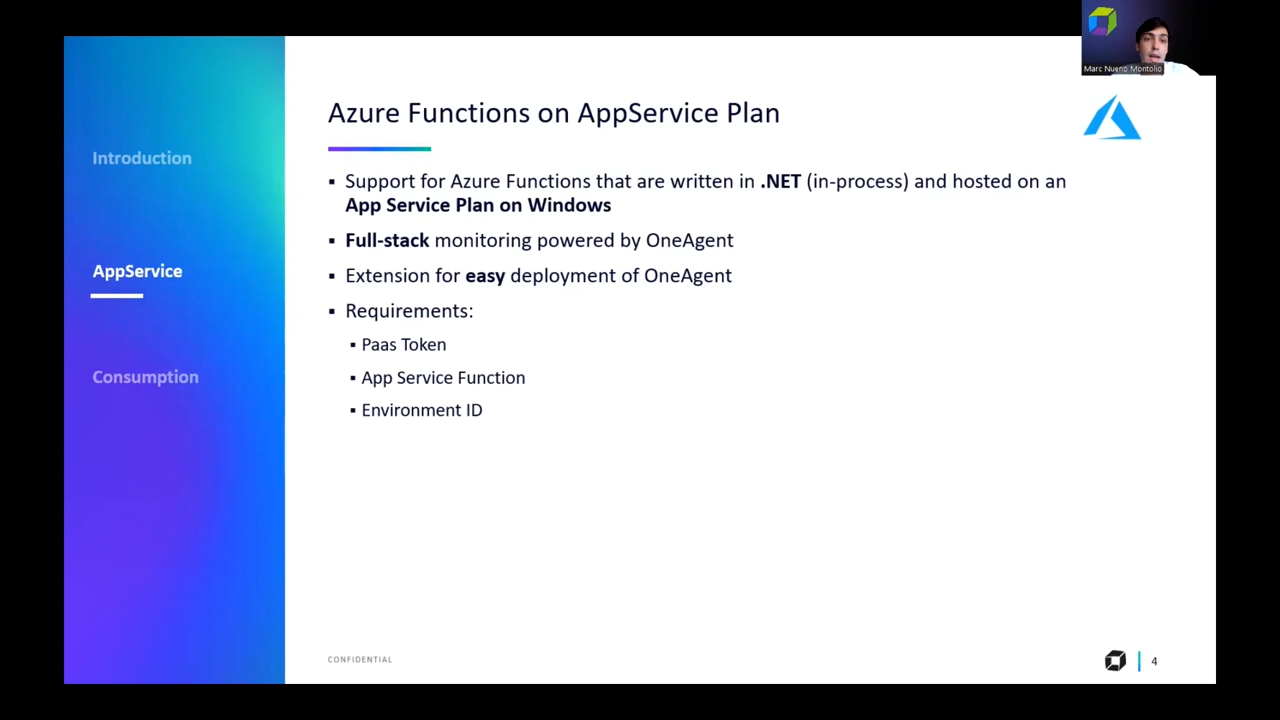 Marc Nueno Montolio
Azure Functions on AppService Plan
Introduction
AppService
Consumption
▪ Support for Azure Functions that are written in .NET (in-process) and hosted on an
App Service Plan on Windows
▪ Full-stack monitoring powered by OneAgent
▪ Extension for easy deployment of OneAgent
▪ Requirements:
▪ Paas Token
▪ App Service Function
▪ Environment ID
CONFIDENTIAL
4